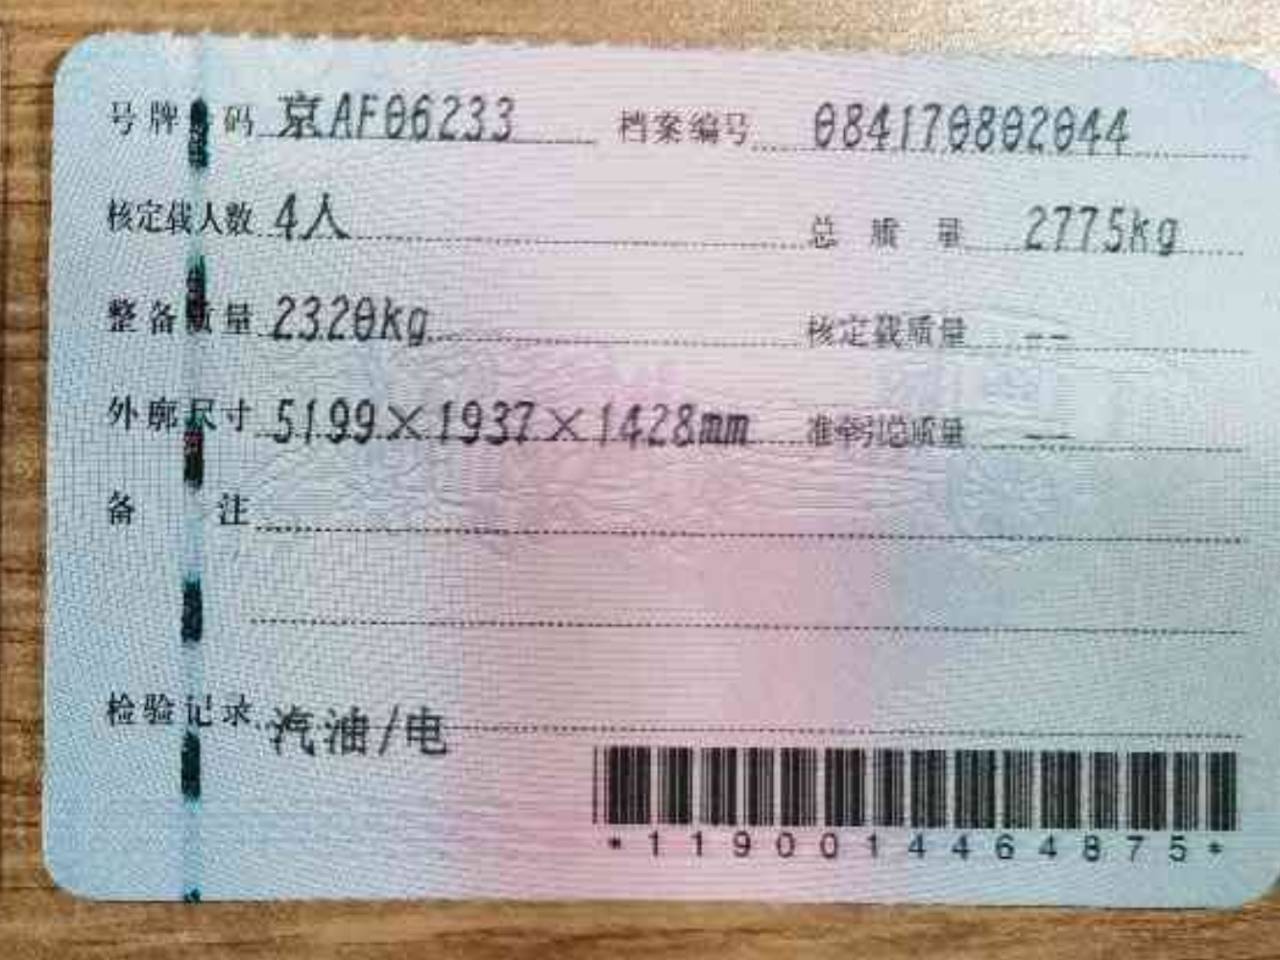 号牌号码 京AF06233 档案编号 084170802044
核定载人数 4人 总质量 2775kg
整备质量 2320kg 核定载质量 --
外廓尺寸 5199×1937×1428mm 准牵引总质量 --
备注
检验记录 汽油/电
*1190014464875*